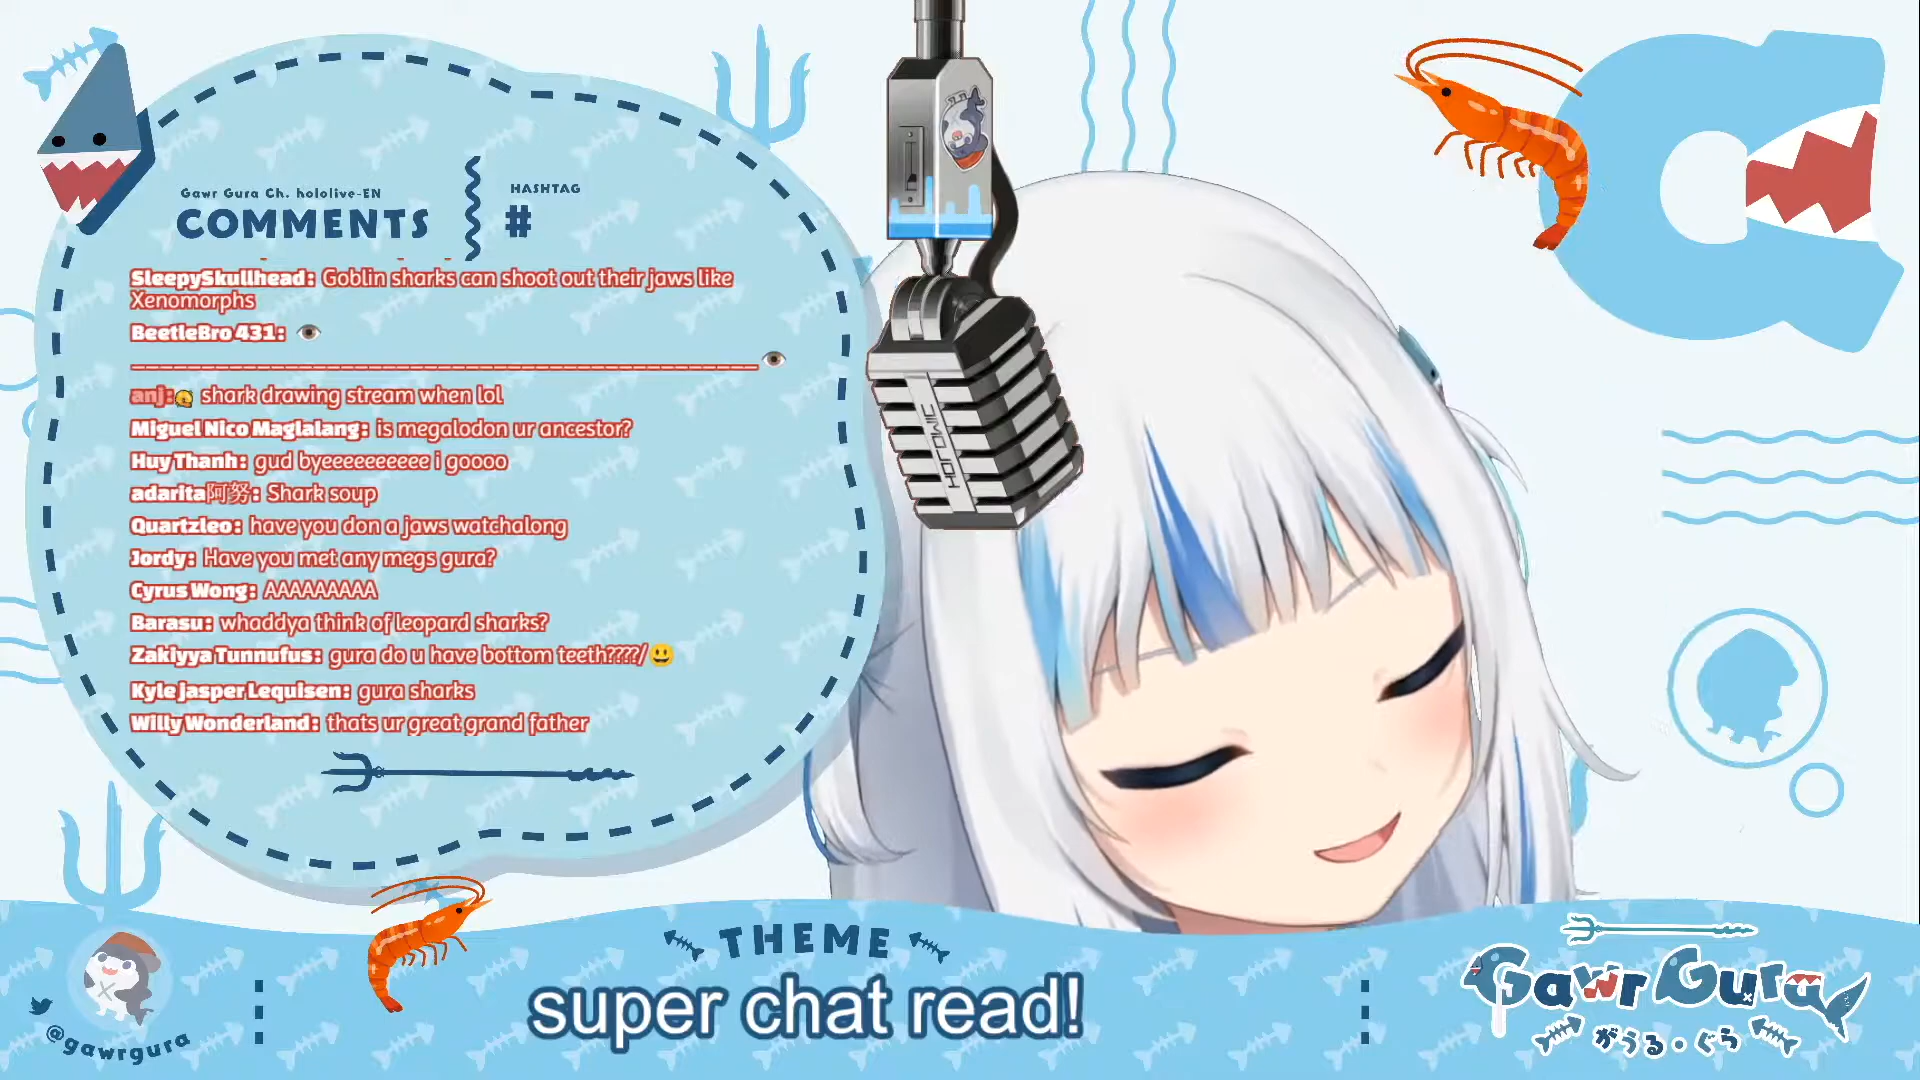 Gawr Gura Ch. hololive-EN
COMMENTS
HASHTAG
#
SleepySkullhead: Goblin sharks can shoot out their jaws like
Xenomorphs
BeetleBro 431: 👁
👁
anj: shark drawing stream when lol
Miguel Nico Maglalang: is megalodon ur ancestor?
Huy Thanh: gud byeeeeeeeeee i goooo
adarita阿努: Shark soup
Quartzleo: have you don a jaws watchalong
Jordy: Have you met any megs gura?
Cyrus Wong: AAAAAAAAA
Barasu: whaddya think of leopard sharks?
Zakiyya Tunnufus: gura do u have bottom teeth????/😃
Kyle jasper Lequisen: gura sharks
Willy Wonderland: thats ur great grand father
HOLOMIC
THEME
super chat read!
@gawrgura
Gawr Gura
がうる・ぐら